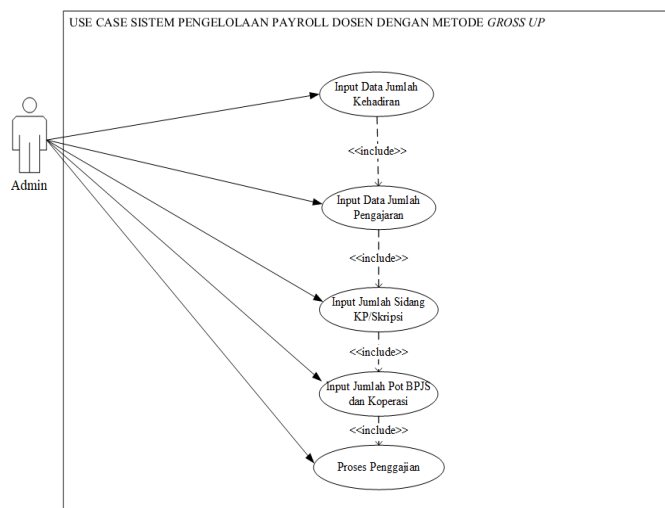 USE CASE SISTEM PENGELOLAAN PAYROLL DOSEN DENGAN METODE GROSS UP
Input Data Jumlah
Kehadiran
<<include>>
Admin
Input Data Jumlah
Pengajaran
<<include>>
Input Jumlah Sidang
KP/Skripsi
<<include>>
Input Jumlah Pot BPJS
dan Koperasi
<<include>>
Proses Penggajian